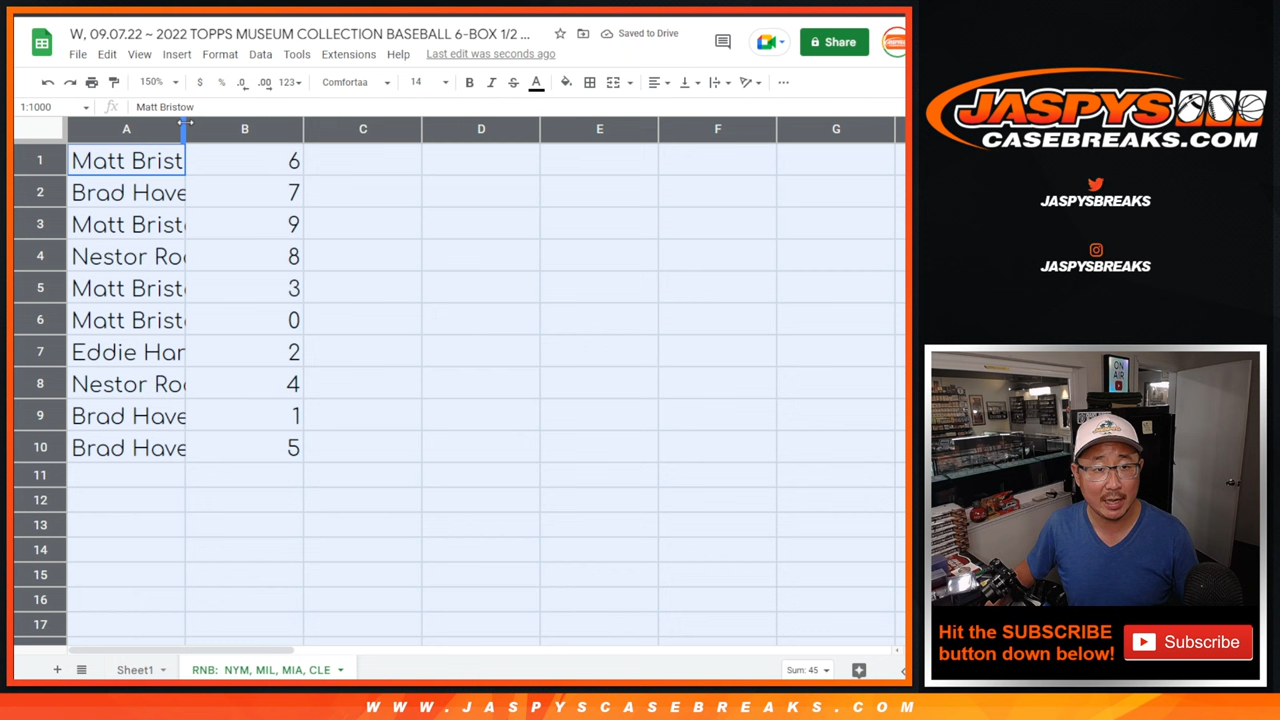 W, 09.07.22 ~ 2022 TOPPS MUSEUM COLLECTION BASEBALL 6-BOX 1/2 ...
Saved to Drive
Share
File Edit View Insert Format Data Tools Extensions Help Last edit was seconds ago
150% $ % .0 .00 123 Comfortaa 14 B I S A
1:1000 fx Matt Bristow
A B C D E F G
1 Matt Brist 6
2 Brad Have 7
3 Matt Brist 9
4 Nestor Ro 8
5 Matt Brist 3
6 Matt Brist 0
7 Eddie Har 2
8 Nestor Ro 4
9 Brad Have 1
10 Brad Have 5
11
12
13
14
15
16
17
Sheet1 RNB: NYM, MIL, MIA, CLE Sum: 45
JASPYS
CASEBREAKS.COM
JASPYSBREAKS
JASPYSBREAKS
ON
AIR
Hit the SUBSCRIBE
button down below!
Subscribe
WWW.JASPYSCASEBREAKS.COM